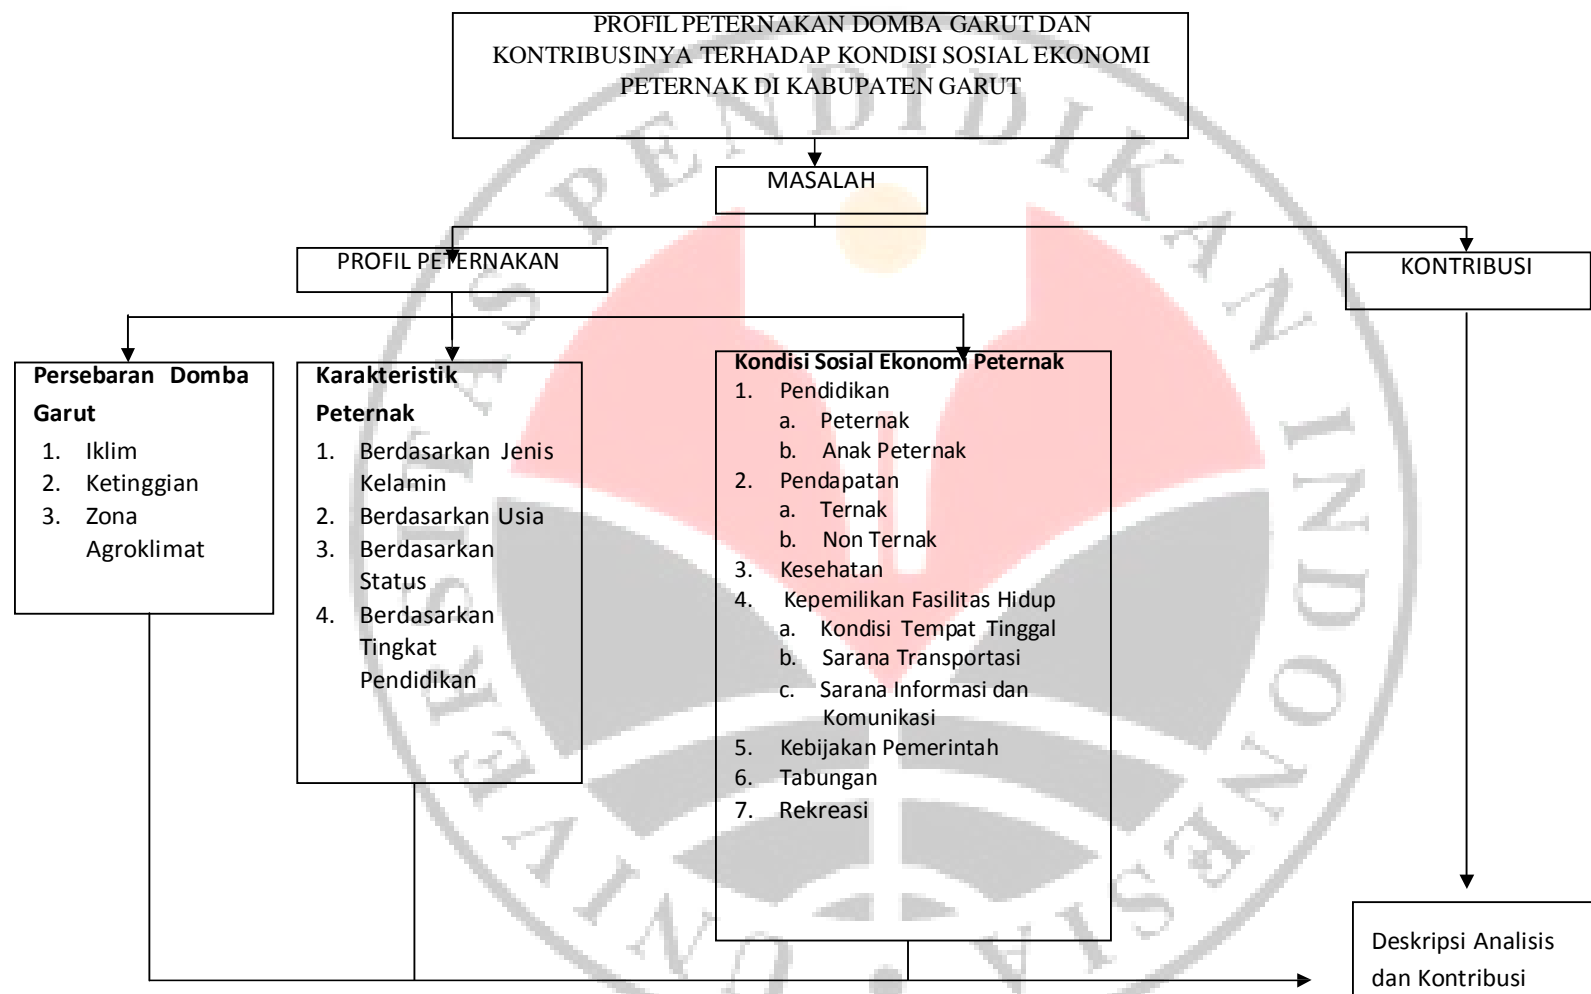 PROFIL PETERNAKAN DOMBA GARUT DAN
KONTRIBUSINYA TERHADAP KONDISI SOSIAL EKONOMI
PETERNAK DI KABUPATEN GARUT
MASALAH
PROFIL PETERNAKAN
KONTRIBUSI
Persebaran Domba
Garut
1. Iklim
2. Ketinggian
3. Zona
Agroklimat
Karakteristik
Peternak
1. Berdasarkan Jenis
Kelamin
2. Berdasarkan Usia
3. Berdasarkan
Status
4. Berdasarkan
Tingkat
Pendidikan
Kondisi Sosial Ekonomi Peternak
1. Pendidikan
a. Peternak
b. Anak Peternak
2. Pendapatan
a. Ternak
b. Non Ternak
3. Kesehatan
4. Kepemilikan Fasilitas Hidup
a. Kondisi Tempat Tinggal
b. Sarana Transportasi
c. Sarana Informasi dan
Komunikasi
5. Kebijakan Pemerintah
6. Tabungan
7. Rekreasi
Deskripsi Analisis
dan Kontribusi
UNIVERSITAS PENDIDIKAN INDONESIA